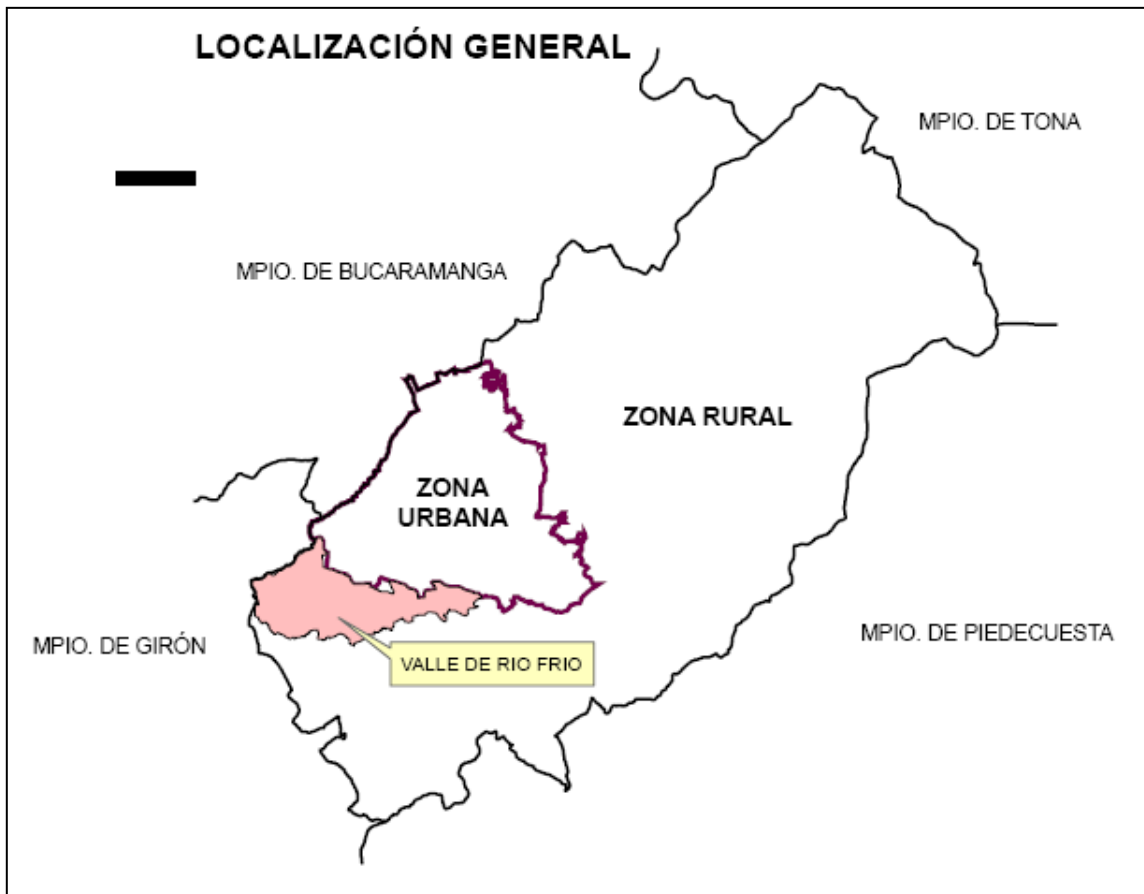 LOCALIZACIÓN GENERAL
MPIO. DE TONA
MPIO. DE BUCARAMANGA
ZONA RURAL
ZONA
URBANA
MPIO. DE GIRÓN
VALLE DE RIO FRIO
MPIO. DE PIEDECUESTA